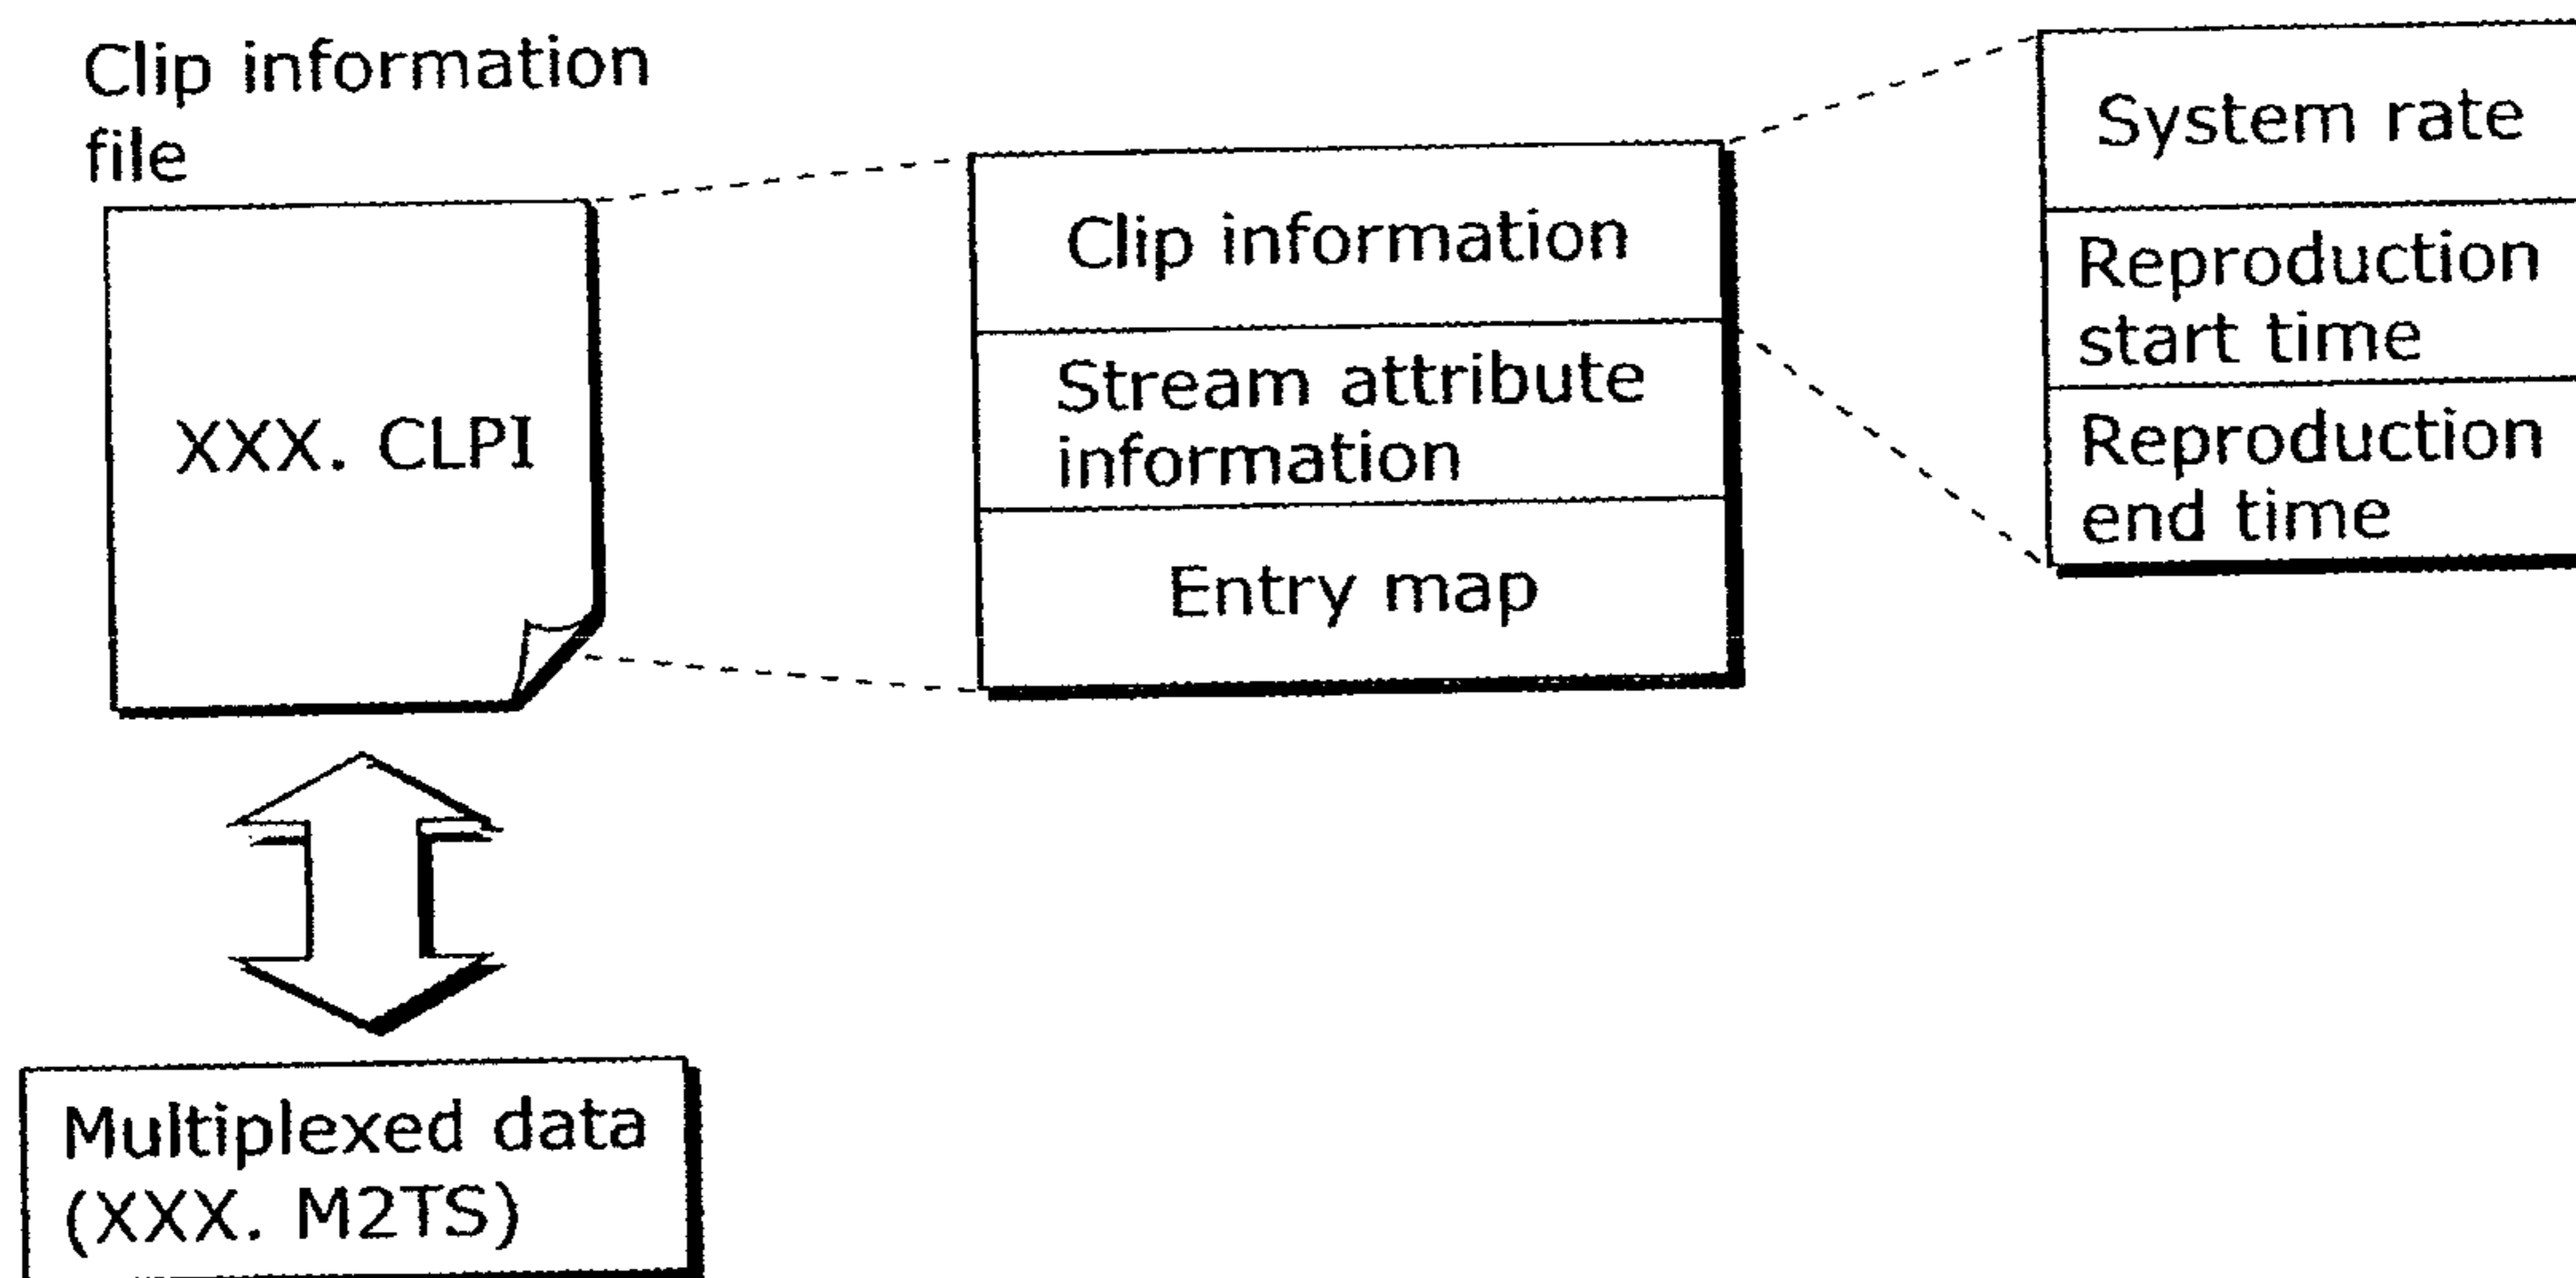 Clip information
file
XXX. CLPI
Clip information
Stream attribute
information
Entry map
System rate
Reproduction
start time
Reproduction
end time
Multiplexed data
(XXX. M2TS)